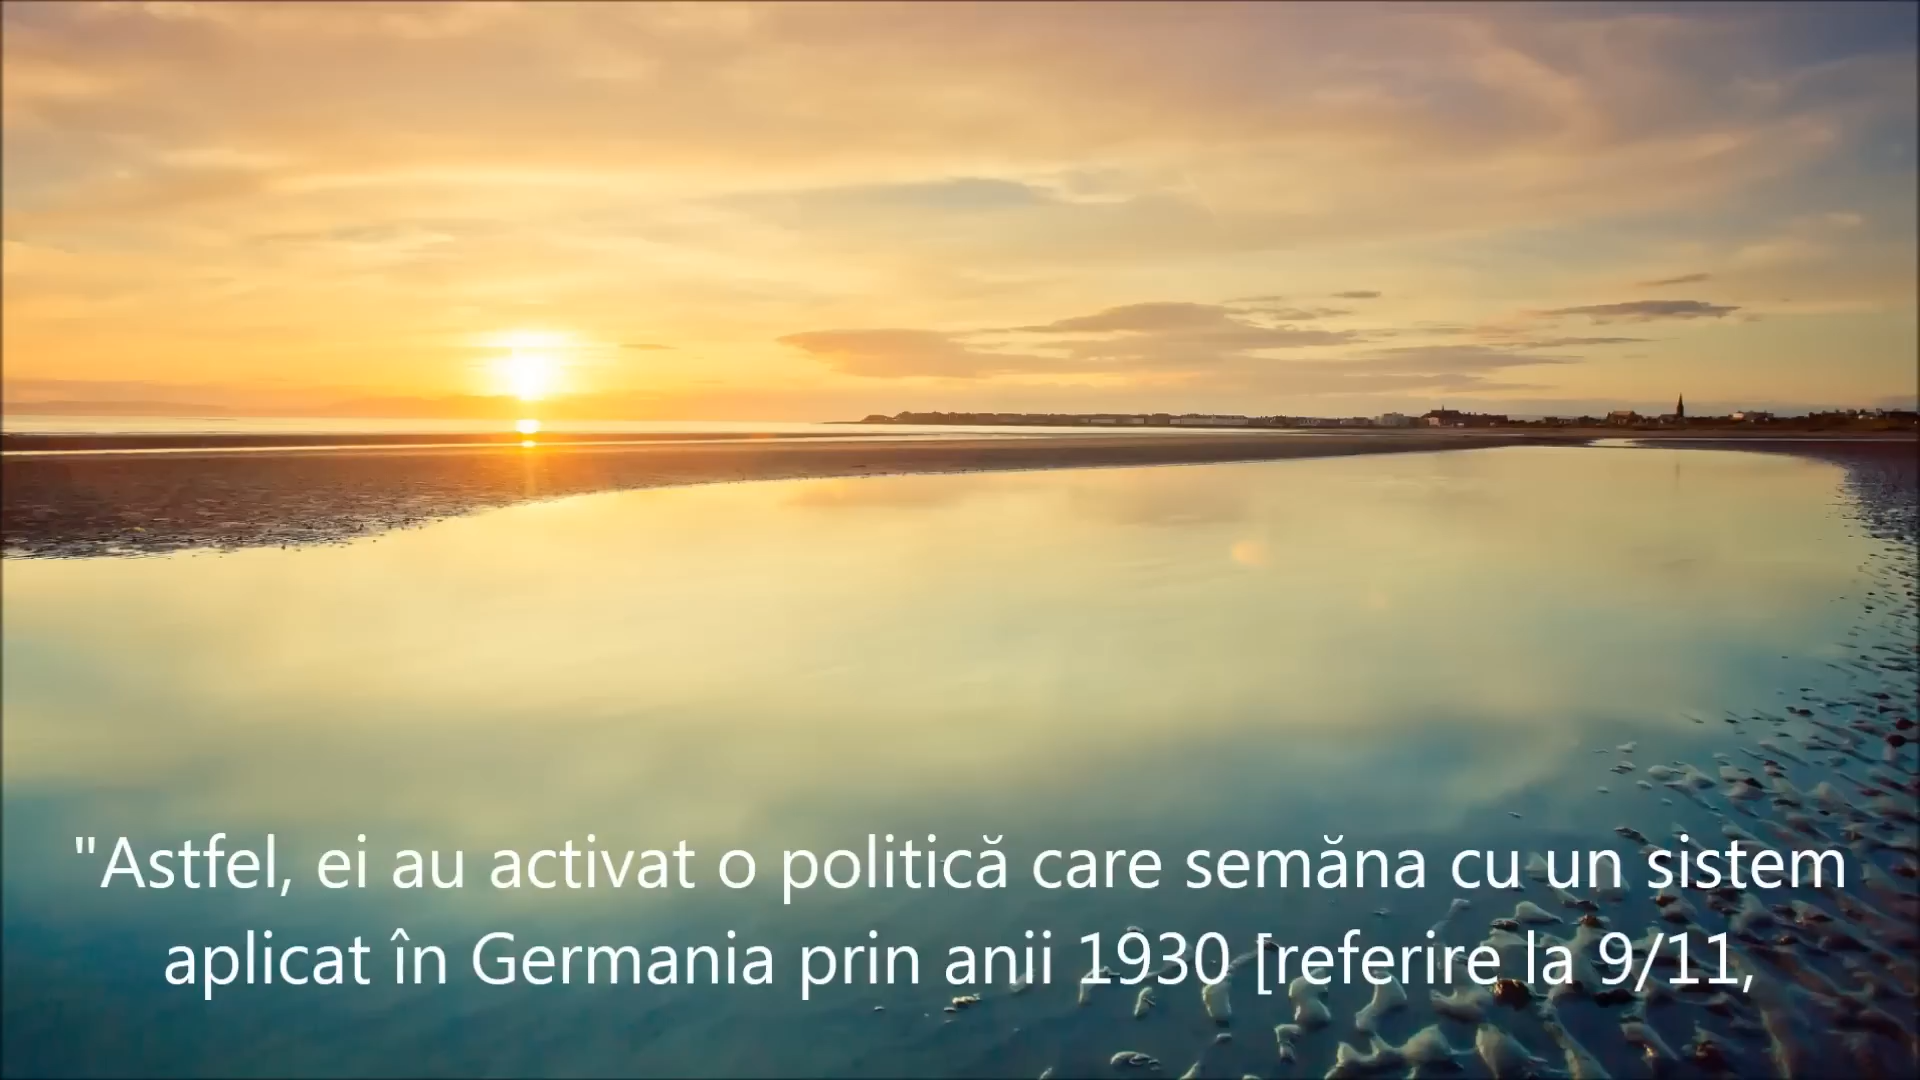 "Astfel, ei au activat o politică care semăna cu un sistem
aplicat în Germania prin anii 1930 [referire la 9/11,